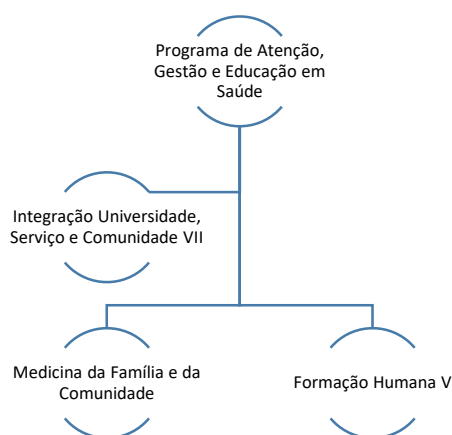 Programa de Atenção,
Gestão e Educação em
Saúde
Integração Universidade,
Serviço e Comunidade VII
Medicina da Família e da
Comunidade
Formação Humana V